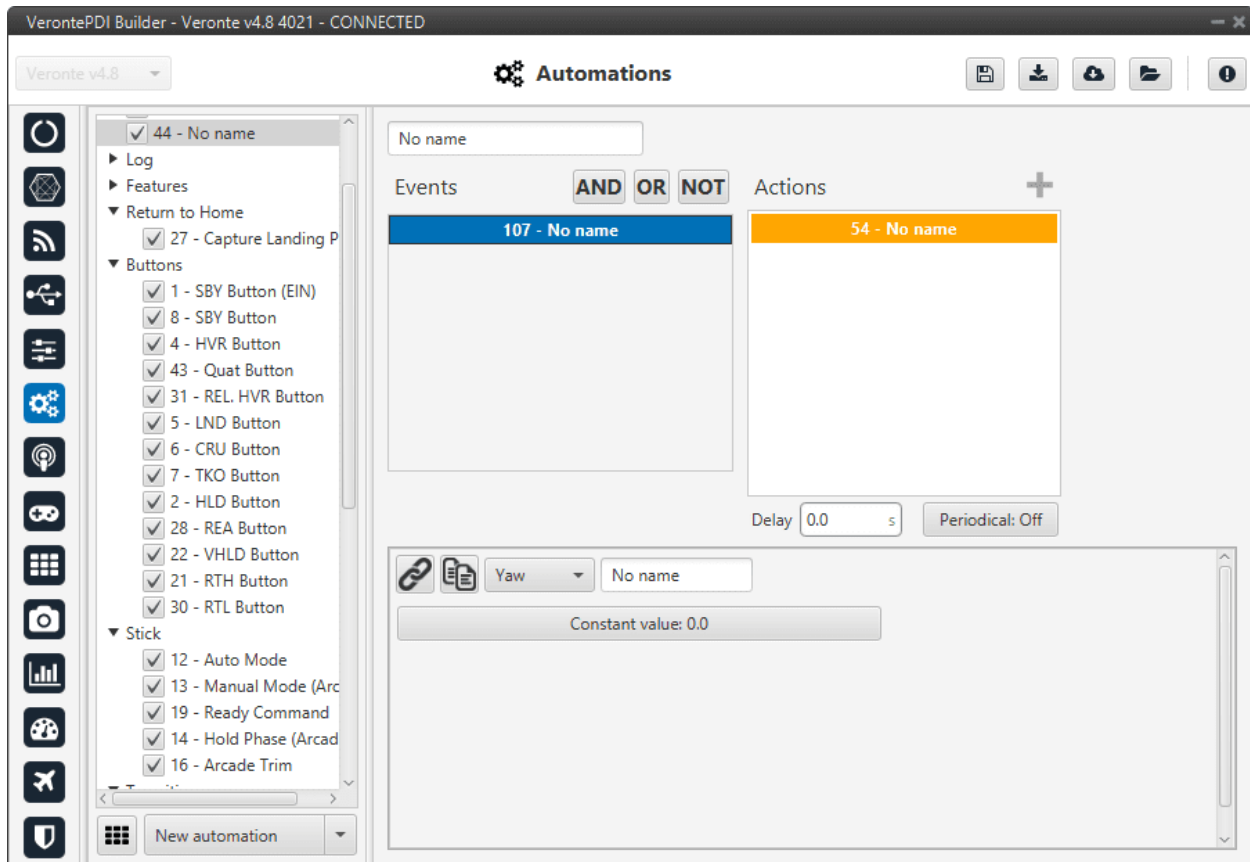 VerontePDI Builder - Veronte v4.8 4021 - CONNECTED
Veronte v4.8
Automations
44 - No name
Log
Features
Return to Home
27 - Capture Landing P
Buttons
1 - SBY Button (EIN)
8 - SBY Button
4 - HVR Button
43 - Quat Button
31 - REL. HVR Button
5 - LND Button
6 - CRU Button
7 - TKO Button
2 - HLD Button
28 - REA Button
22 - VHLD Button
21 - RTH Button
30 - RTL Button
Stick
12 - Auto Mode
13 - Manual Mode (Arc
19 - Ready Command
14 - Hold Phase (Arcad
16 - Arcade Trim
New automation
No name
Events
AND OR NOT
Actions
107 - No name
54 - No name
Delay 0.0 s
Periodical: Off
Yaw
No name
Constant value: 0.0